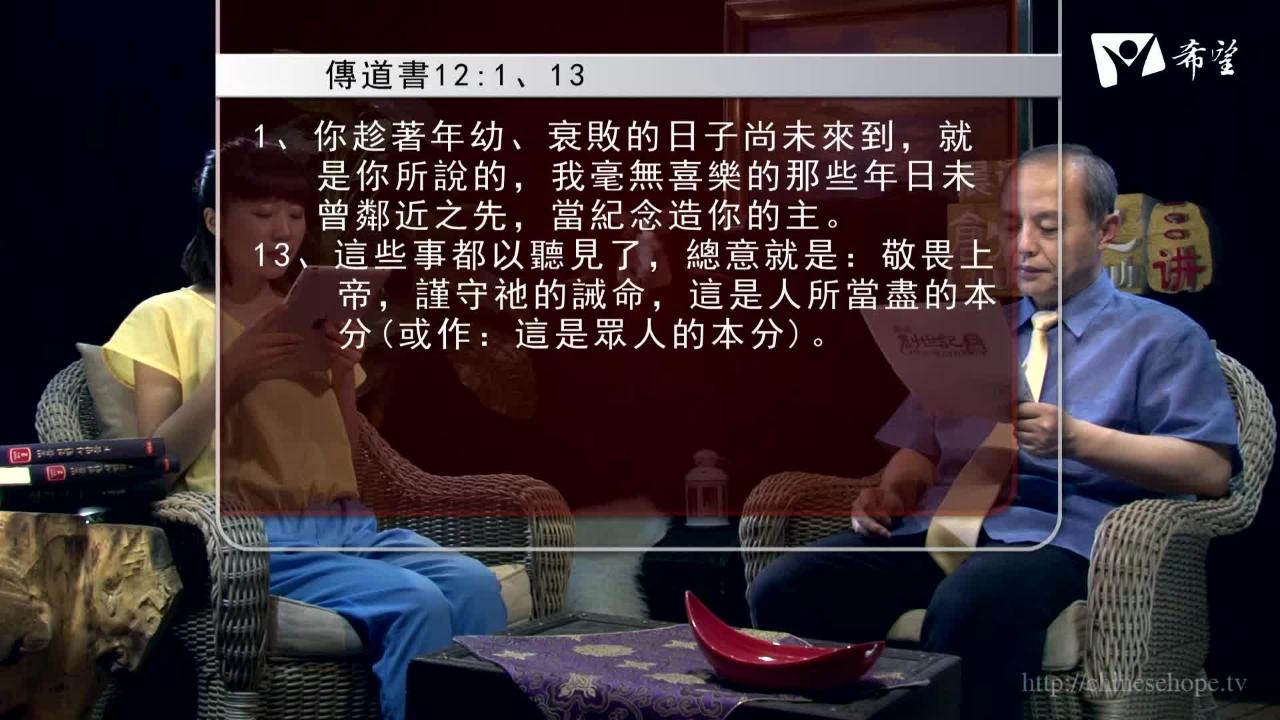 傳道書12:1、13
希望
1、你趁著年幼、衰敗的日子尚未來到，就
是你所說的，我毫無喜樂的那些年日未
曾鄰近之先，當紀念造你的主。
13、這些事都以聽見了，總意就是：敬畏上
帝，謹守祂的誡命，這是人所當盡的本
分(或作：這是眾人的本分)。
讲
創世記
http://chinesehope.tv